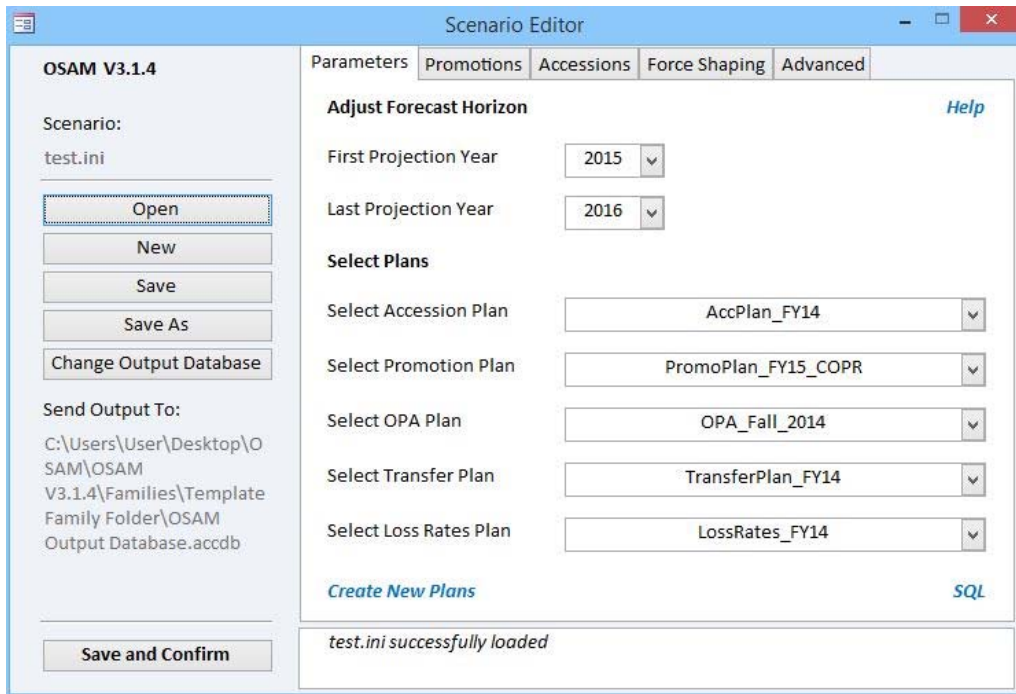 Scenario Editor
OSAM V3.1.4
Scenario:
test.ini
Open
New
Save
Save As
Change Output Database
Send Output To:
C:\Users\User\Desktop\O
SAM\OSAM
V3.1.4\Families\Template
Family Folder\OSAM
Output Database.accdb
Save and Confirm
Parameters Promotions Accessions Force Shaping Advanced
Adjust Forecast Horizon Help
First Projection Year 2015
Last Projection Year 2016
Select Plans
Select Accession Plan AccPlan_FY14
Select Promotion Plan PromoPlan_FY15_COPR
Select OPA Plan OPA_Fall_2014
Select Transfer Plan TransferPlan_FY14
Select Loss Rates Plan LossRates_FY14
Create New Plans SQL
test.ini successfully loaded